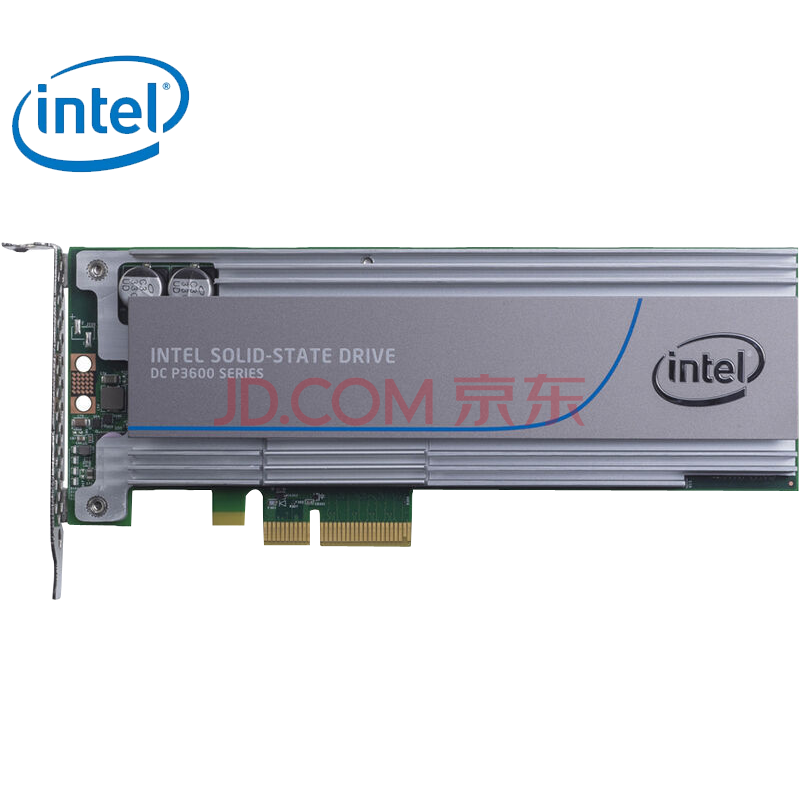 intel®
INTEL SOLID-STATE DRIVE
DC P3600 SERIES
intel
JD.COM 京东